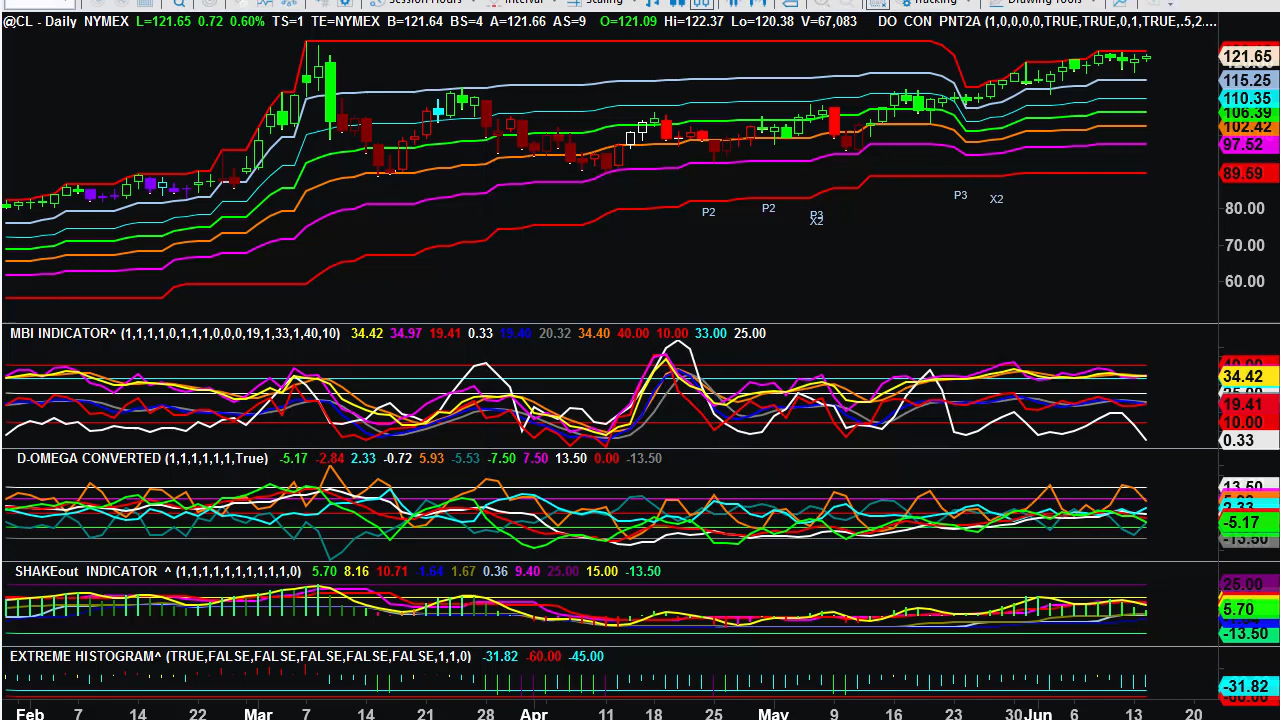 Session Hours Interval Scaling Tracking Drawing Tools
@CL - Daily NYMEX L=121.65 0.72 0.60% TS=1 TE=NYMEX B=121.64 BS=4 A=121.66 AS=9 O=121.09 Hi=122.37 Lo=120.38 V=67,083 DO CON PNT2A (1,0,0,0,0,TRUE,TRUE,0,1,TRUE,.5,2....
121.65
115.25
110.35
106.39
102.42
97.52
89.69
80.00
70.00
60.00
P3
X2
P2
P2
P3
X2
MBI INDICATOR^ (1,1,1,1,0,1,1,1,0,0,0,19,1,33,1,40,10) 34.42 34.97 19.41 0.33 19.40 20.32 34.40 40.00 10.00 33.00 25.00
34.42
19.41
10.00
0.33
D-OMEGA CONVERTED (1,1,1,1,1,1,True) -5.17 -2.84 2.33 -0.72 5.93 -5.53 -7.50 7.50 13.50 0.00 -13.50
13.50
-5.17
-13.50
SHAKEout INDICATOR ^ (1,1,1,1,1,1,1,1,1,1,1,0) 5.70 8.16 10.71 -1.64 1.67 0.36 9.40 25.00 15.00 -13.50
25.00
5.70
-13.50
EXTREME HISTOGRAM^ (TRUE,FALSE,FALSE,FALSE,FALSE,FALSE,1,1,0) -31.82 -60.00 -45.00
-31.82
Feb 7 14 22 Mar 7 14 21 28 Apr 11 18 25 May 9 16 23 30 Jun 6 13 20